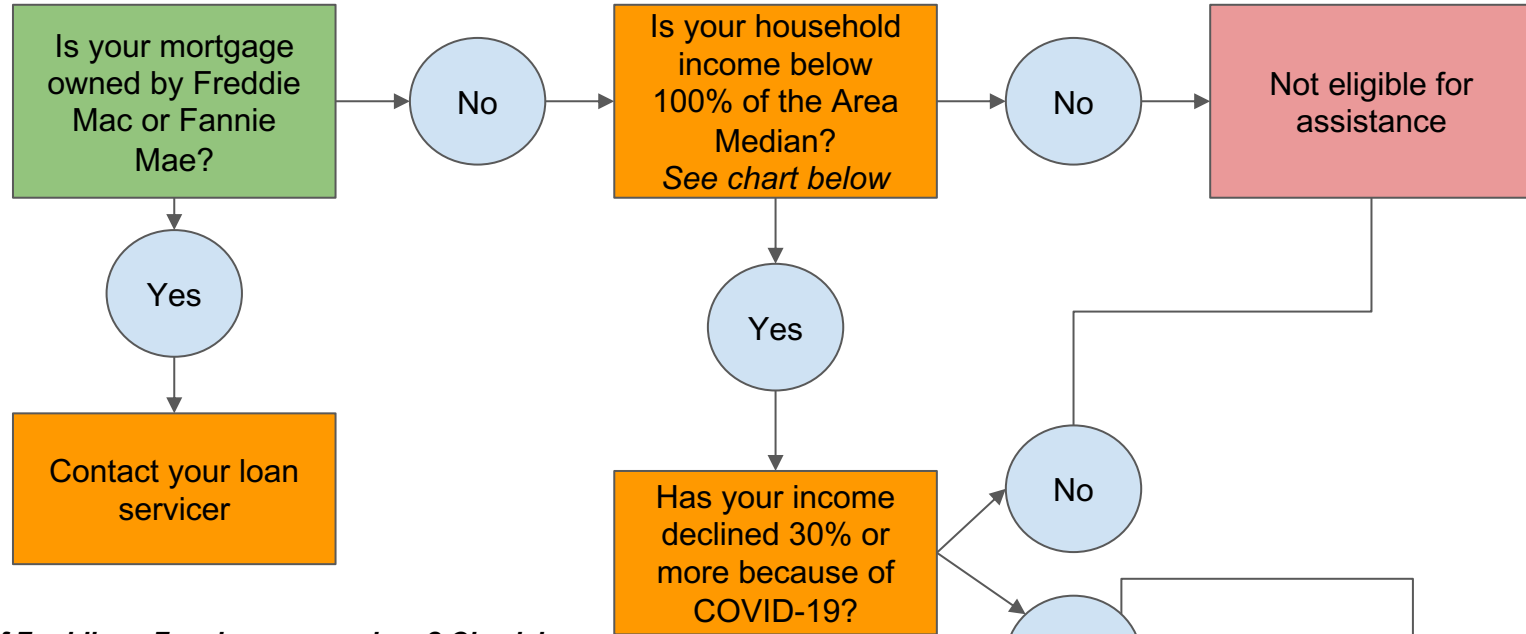 Is your mortgage
owned by Freddie
Mac or Fannie
Mae?
No
Is your household
income below
100% of the Area
Median?
See chart below
No
Not eligible for
assistance
Yes
Yes
Contact your loan
servicer
Has your income
declined 30% or
more because of
COVID-19?
No